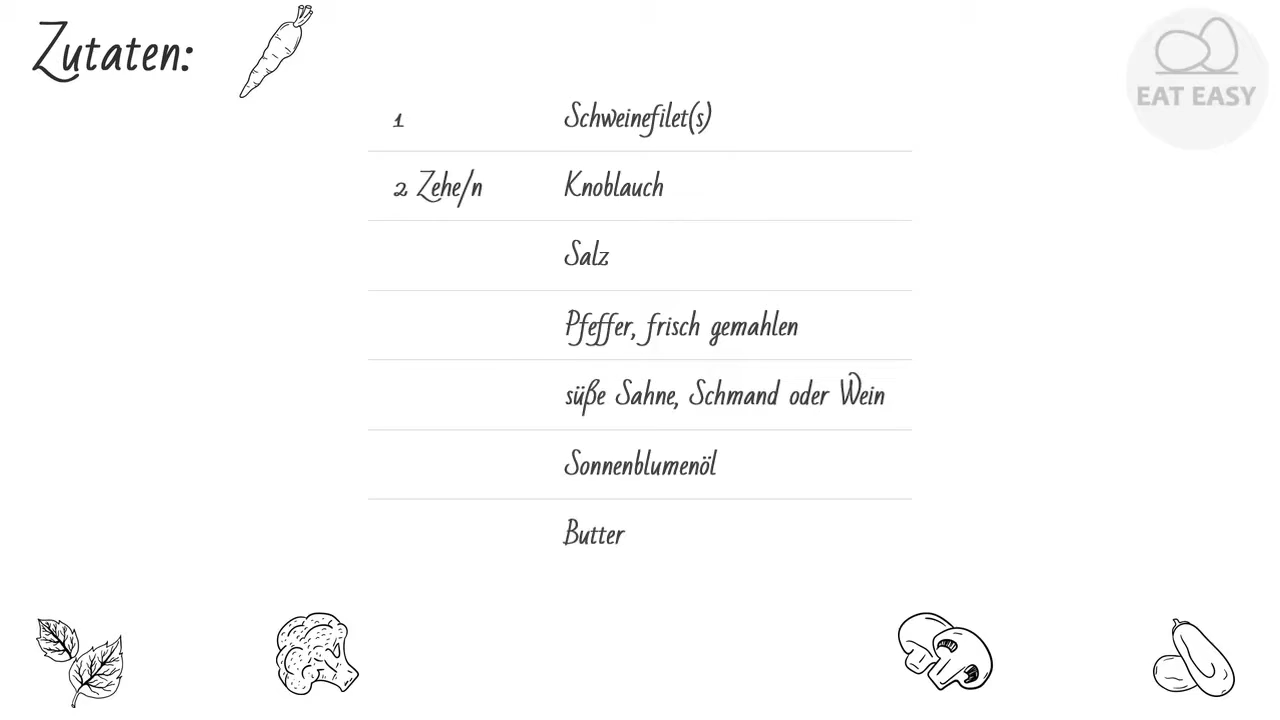 Zutaten:
EAT EASY
1 Schweinefilet(s)
2 Zehe/n Knoblauch
Salz
Pfeffer, frisch gemahlen
süße Sahne, Schmand oder Wein
Sonnenblumenöl
Butter